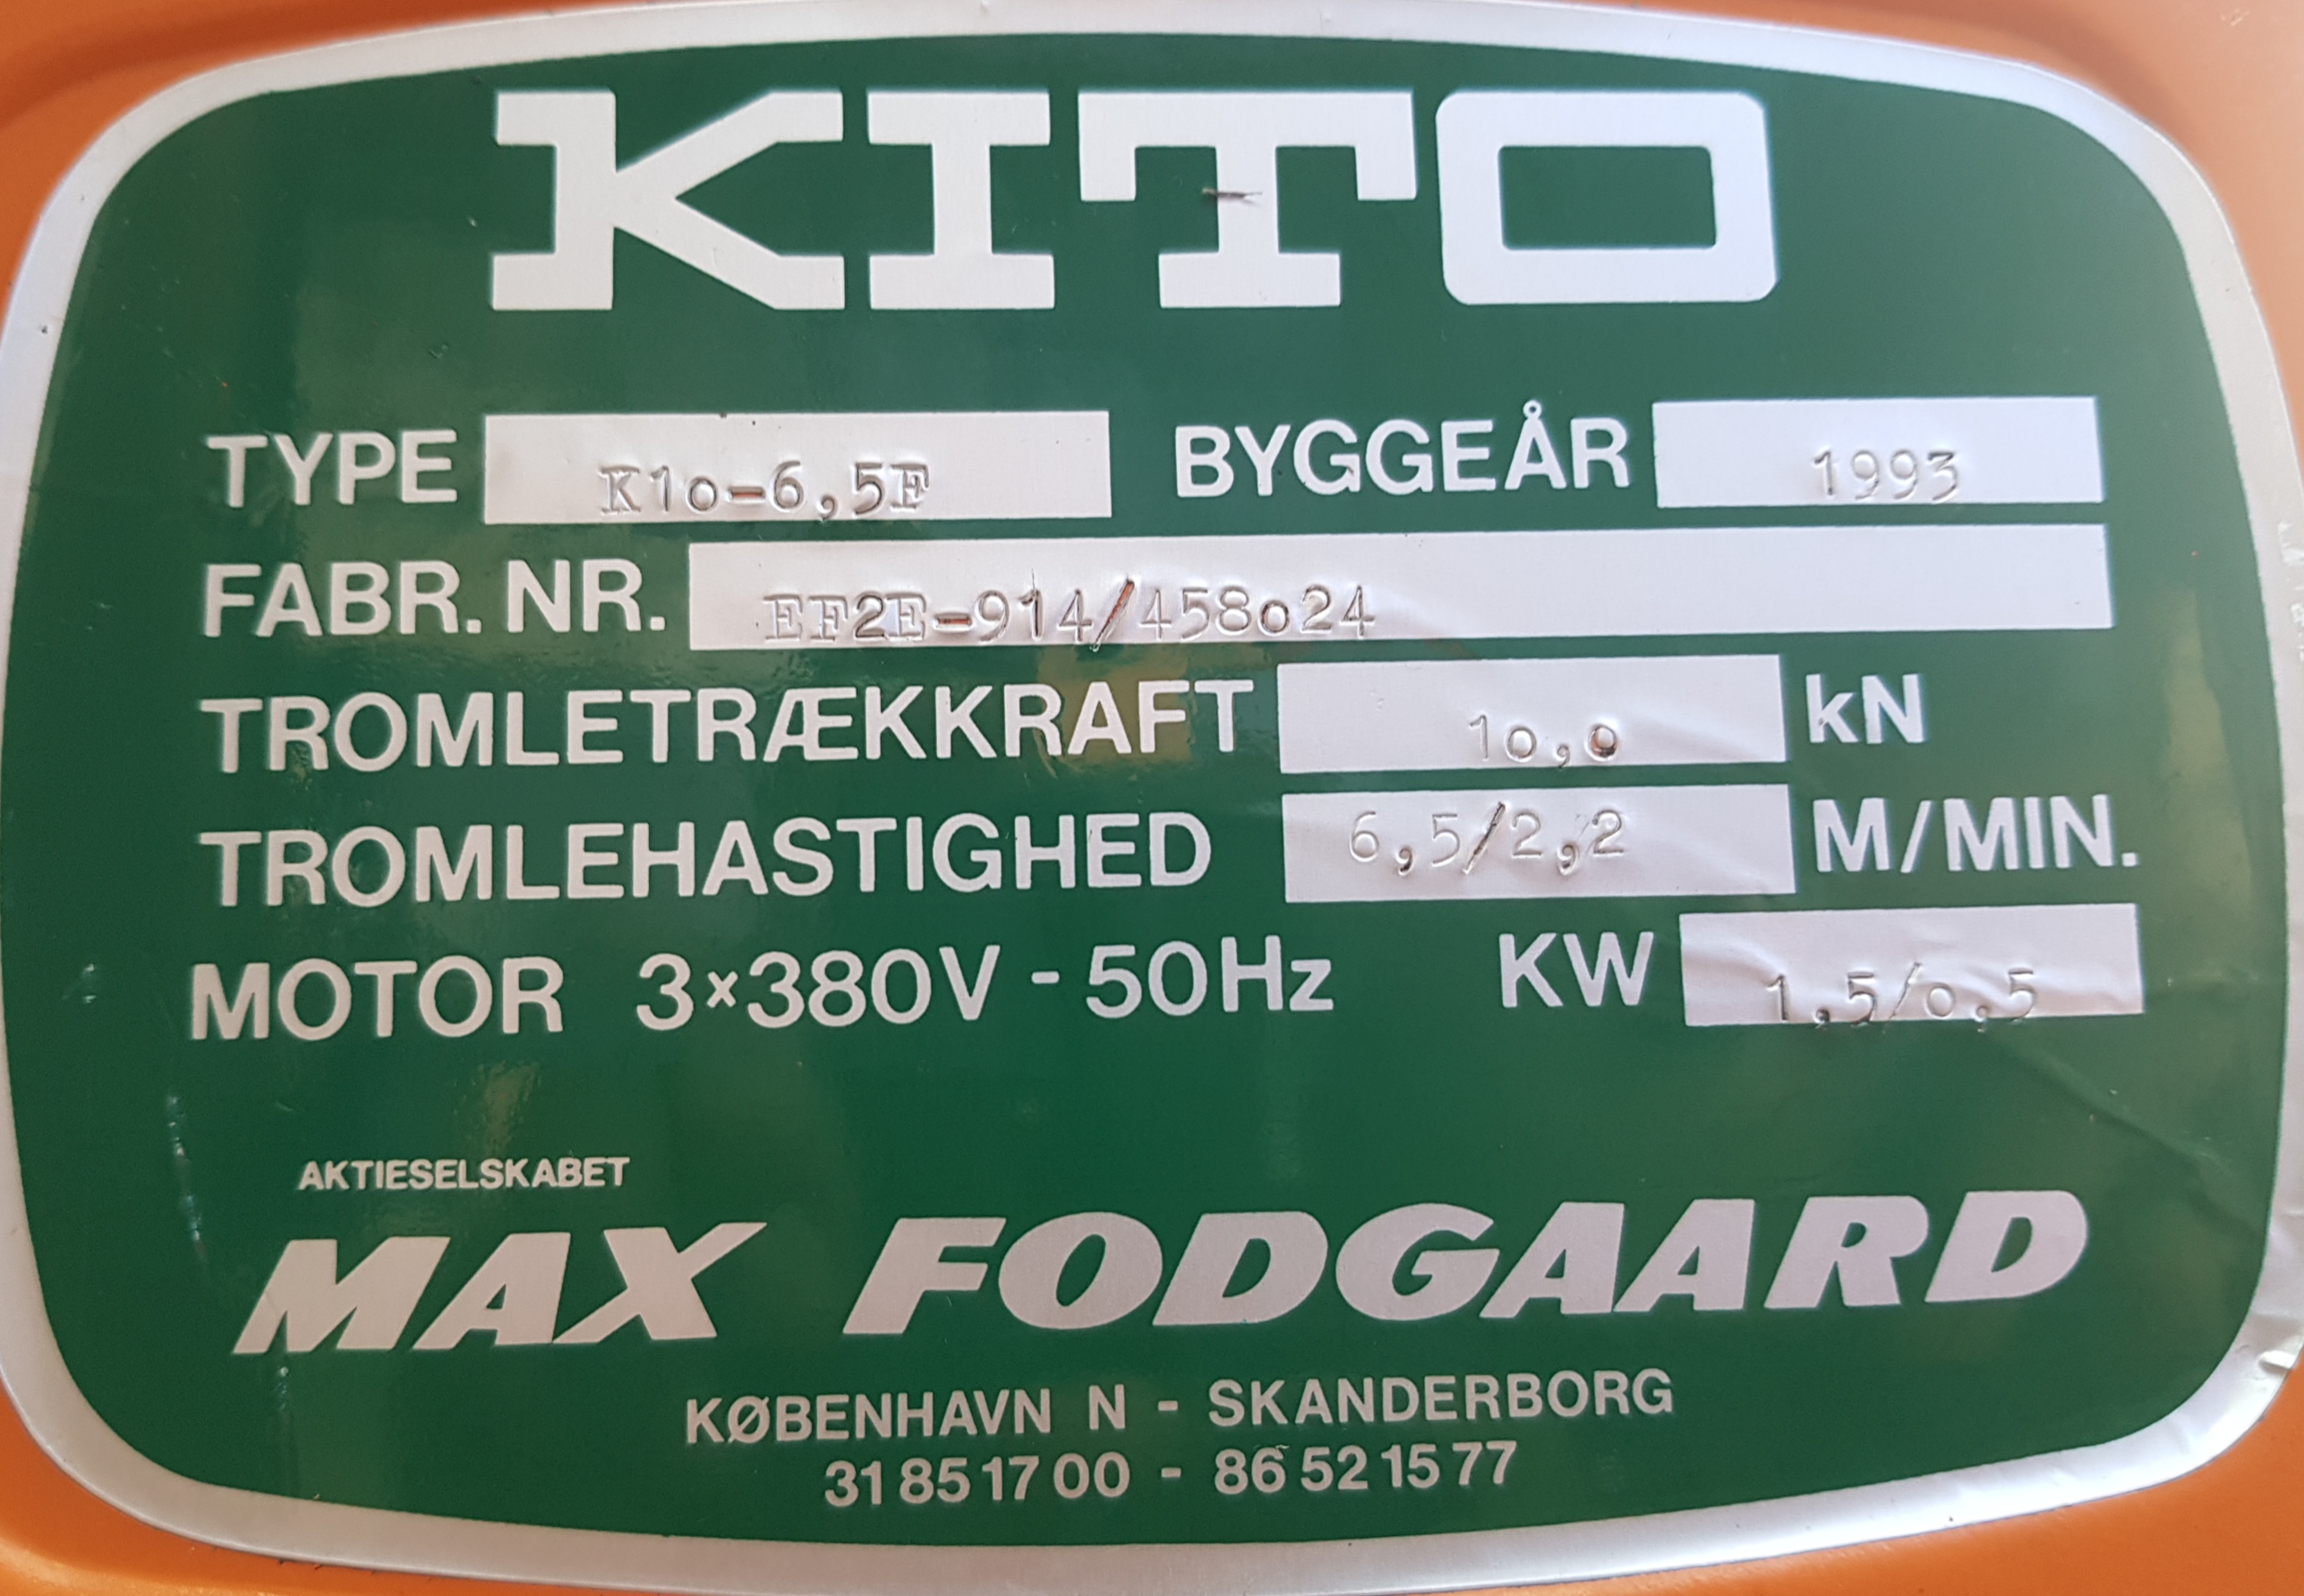 KITO
TYPE K1o-6,5F BYGGEÅR 1993
FABR. NR. EF2E-914/458o24
TROMLETRÆKKRAFT 1o,o kN
TROMLEHASTIGHED 6,5/2,2 M/MIN.
MOTOR 3×380V - 50Hz KW 1,5/o,5
AKTIESELSKABET
MAX FODGAARD
KØBENHAVN N - SKANDERBORG
31 85 17 00 - 86 52 15 77